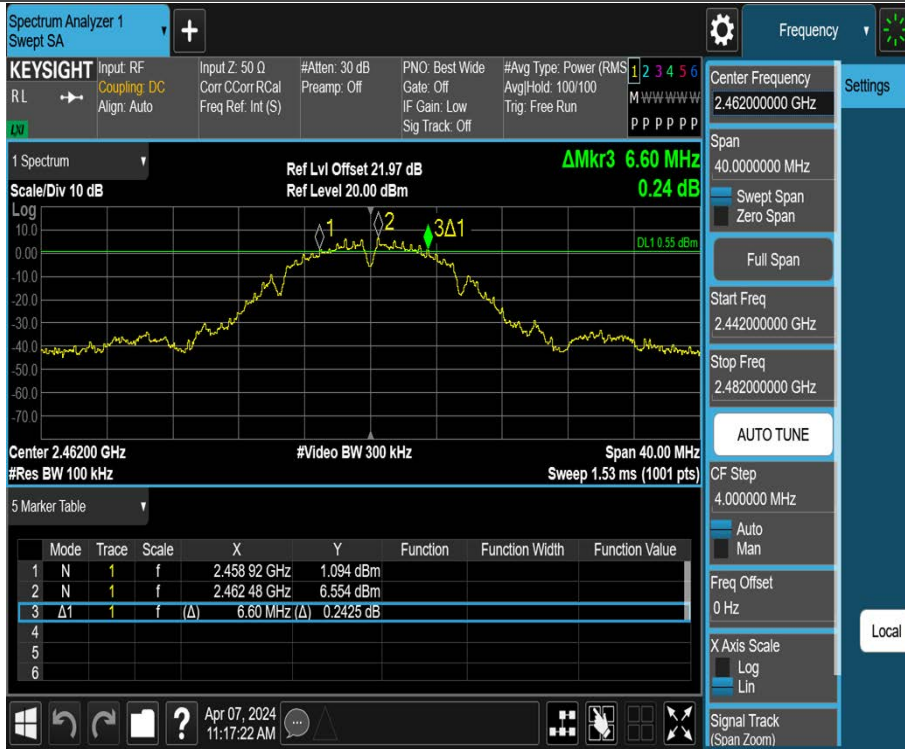 Spectrum Analyzer 1
Swept SA
Frequency
KEYSIGHT
R L
LXI
Input: RF
Coupling: DC
Align: Auto
Input Z: 50 Ω
Corr CCorr RCal
Freq Ref: Int (S)
#Atten: 30 dB
Preamp: Off
PNO: Best Wide
Gate: Off
IF Gain: Low
Sig Track: Off
#Avg Type: Power (RMS
Avg|Hold: 100/100
Trig: Free Run
1 2 3 4 5 6
M W W W W W
P P P P P P
1 Spectrum
Scale/Div 10 dB
Ref Lvl Offset 21.97 dB
Ref Level 20.00 dBm
ΔMkr3 6.60 MHz
0.24 dB
Log
10.0
0.00
-10.0
-20.0
-30.0
-40.0
-50.0
-60.0
-70.0
1
2
3Δ1
DL1 0.55 dBm
Center 2.46200 GHz
#Video BW 300 kHz
Span 40.00 MHz
#Res BW 100 kHz
Sweep 1.53 ms (1001 pts)
5 Marker Table
Mode Trace Scale X Y Function Function Width Function Value
1 N 1 f 2.458 92 GHz 1.094 dBm
2 N 1 f 2.462 48 GHz 6.554 dBm
3 Δ1 1 f (Δ) 6.60 MHz (Δ) 0.2425 dB
4
5
6
?
Apr 07, 2024
11:17:22 AM
Center Frequency
2.462000000 GHz
Settings
Span
40.0000000 MHz
Swept Span
Zero Span
Full Span
Start Freq
2.442000000 GHz
Stop Freq
2.482000000 GHz
AUTO TUNE
CF Step
4.000000 MHz
Auto
Man
Freq Offset
0 Hz
X Axis Scale
Log
Lin
Local
Signal Track
(Span Zoom)